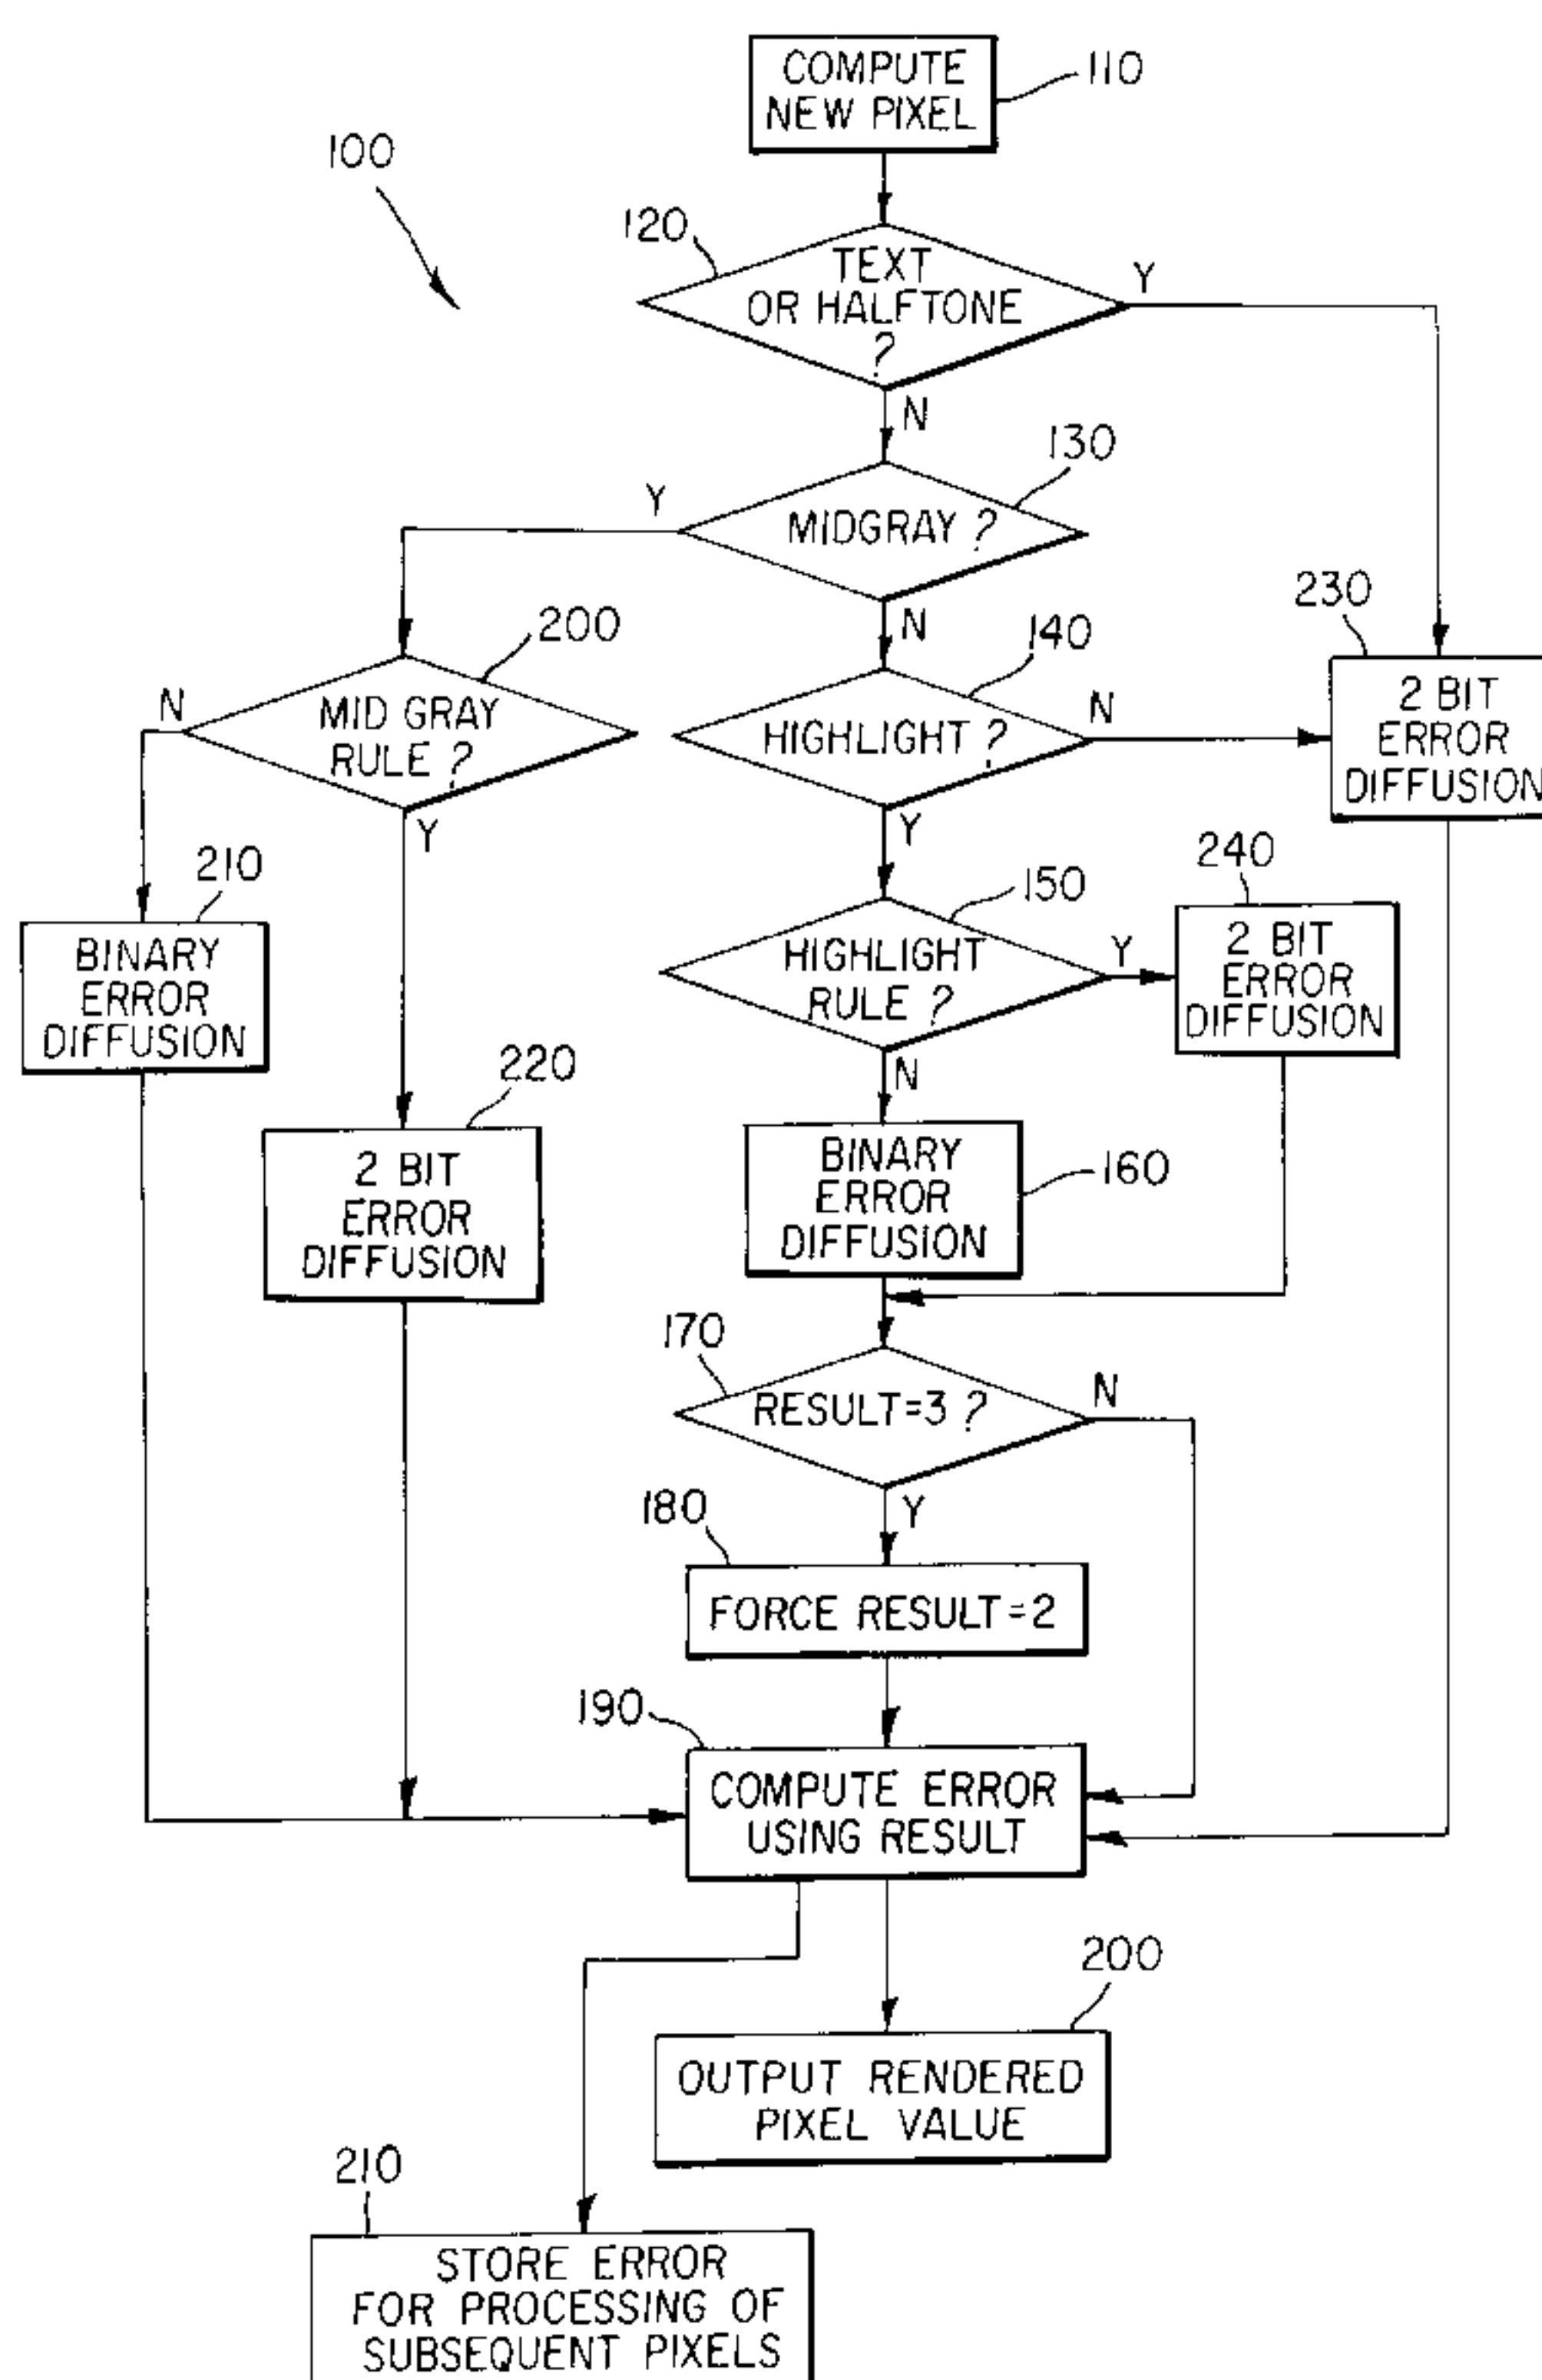 COMPUTE
NEW PIXEL
110
100
120
TEXT
OR HALFTONE
?
Y
N
130
Y
MIDGRAY ?
N
200
140
230
N
MID GRAY
RULE ?
Y
HIGHLIGHT ?
N
Y
2 BIT
ERROR
DIFFUSION
210
BINARY
ERROR
DIFFUSION
150
HIGHLIGHT
RULE ?
Y
N
240
2 BIT
ERROR
DIFFUSION
220
2 BIT
ERROR
DIFFUSION
BINARY
ERROR
DIFFUSION
160
170
RESULT=3 ?
N
Y
180
FORCE RESULT=2
190
COMPUTE ERROR
USING RESULT
200
OUTPUT RENDERED
PIXEL VALUE
210
STORE ERROR
FOR PROCESSING OF
SUBSEQUENT PIXELS